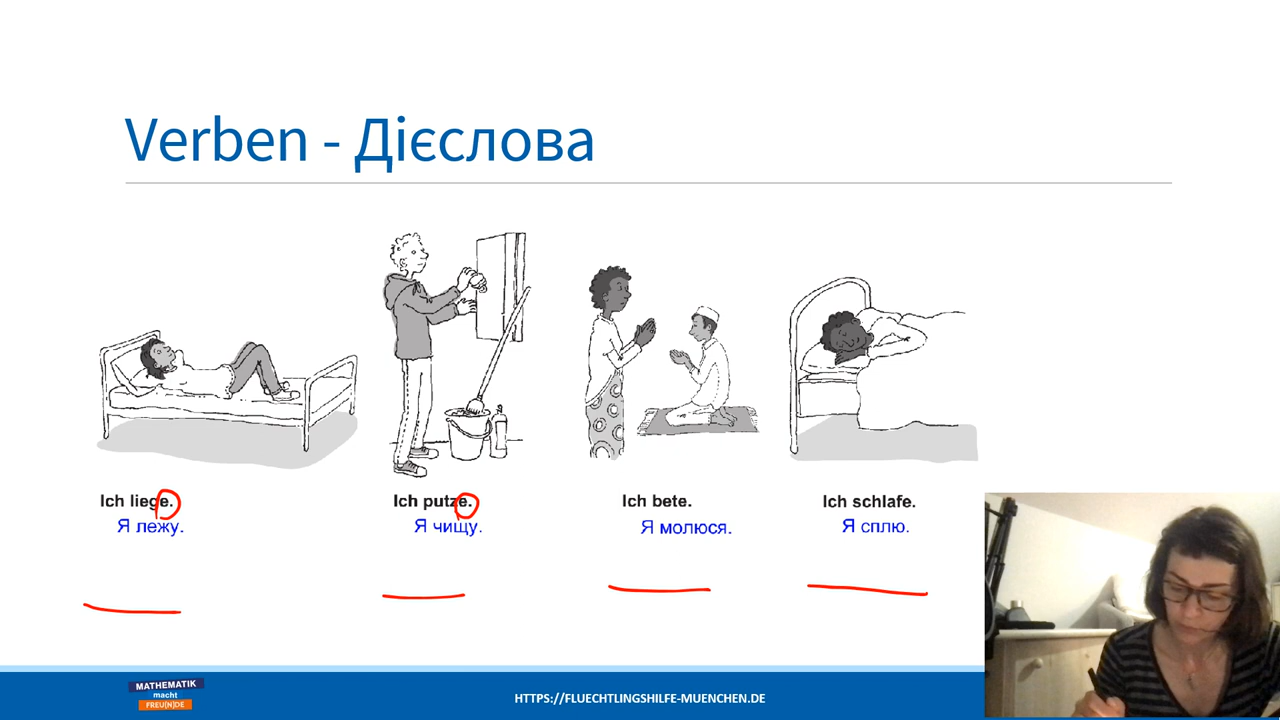 Verben - Дієслова
Ich liege.
Я лежу.
Ich putze.
Я чищу.
Ich bete.
Я молюся.
Ich schlafe.
Я сплю.
MATHEMATIK
macht
FREU(N)DE
HTTPS://FLUECHTLINGSHILFE-MUENCHEN.DE